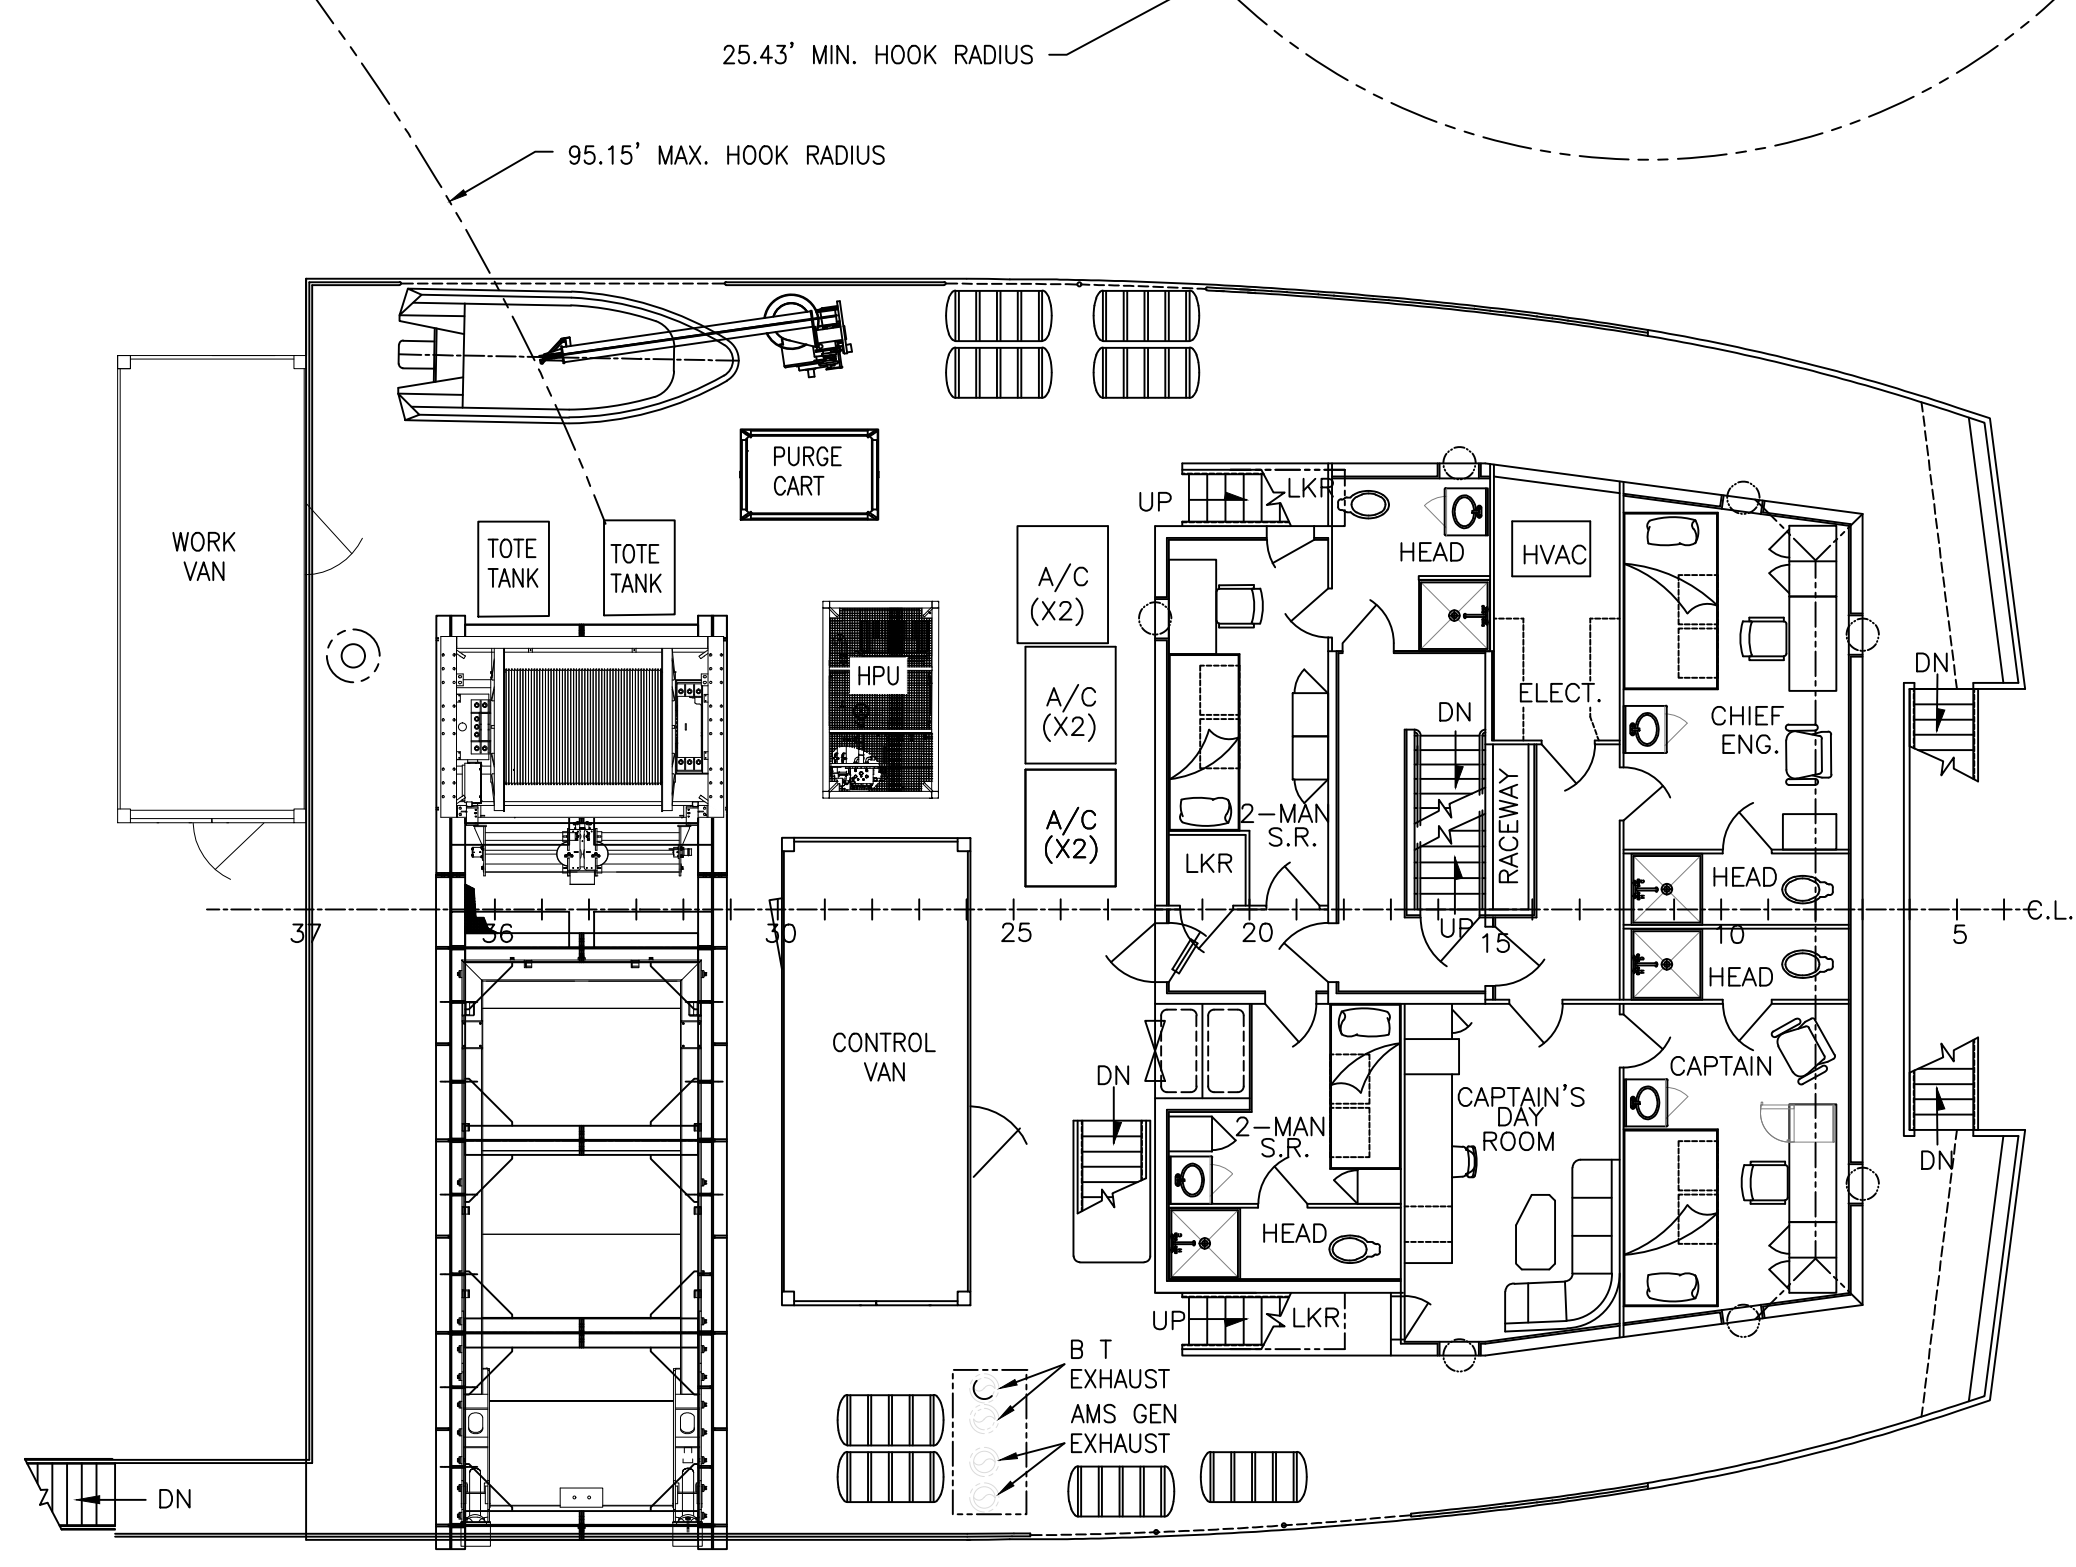 25.43' MIN. HOOK RADIUS
95.15' MAX. HOOK RADIUS
PURGE
CART
WORK
VAN
TOTE
TANK
TOTE
TANK
HPU
A/C
(X2)
A/C
(X2)
A/C
(X2)
UP
LKR
HEAD
HVAC
ELECT.
DN
RACEWAY
UP
CHIEF
ENG.
DN
2-MAN
S.R.
LKR
HEAD
HEAD
C.L.
37
36
30
25
20
15
10
5
CONTROL
VAN
DN
2-MAN
S.R.
HEAD
CAPTAIN'S
DAY
ROOM
CAPTAIN
DN
UP
LKR
B T
EXHAUST
AMS GEN
EXHAUST
DN